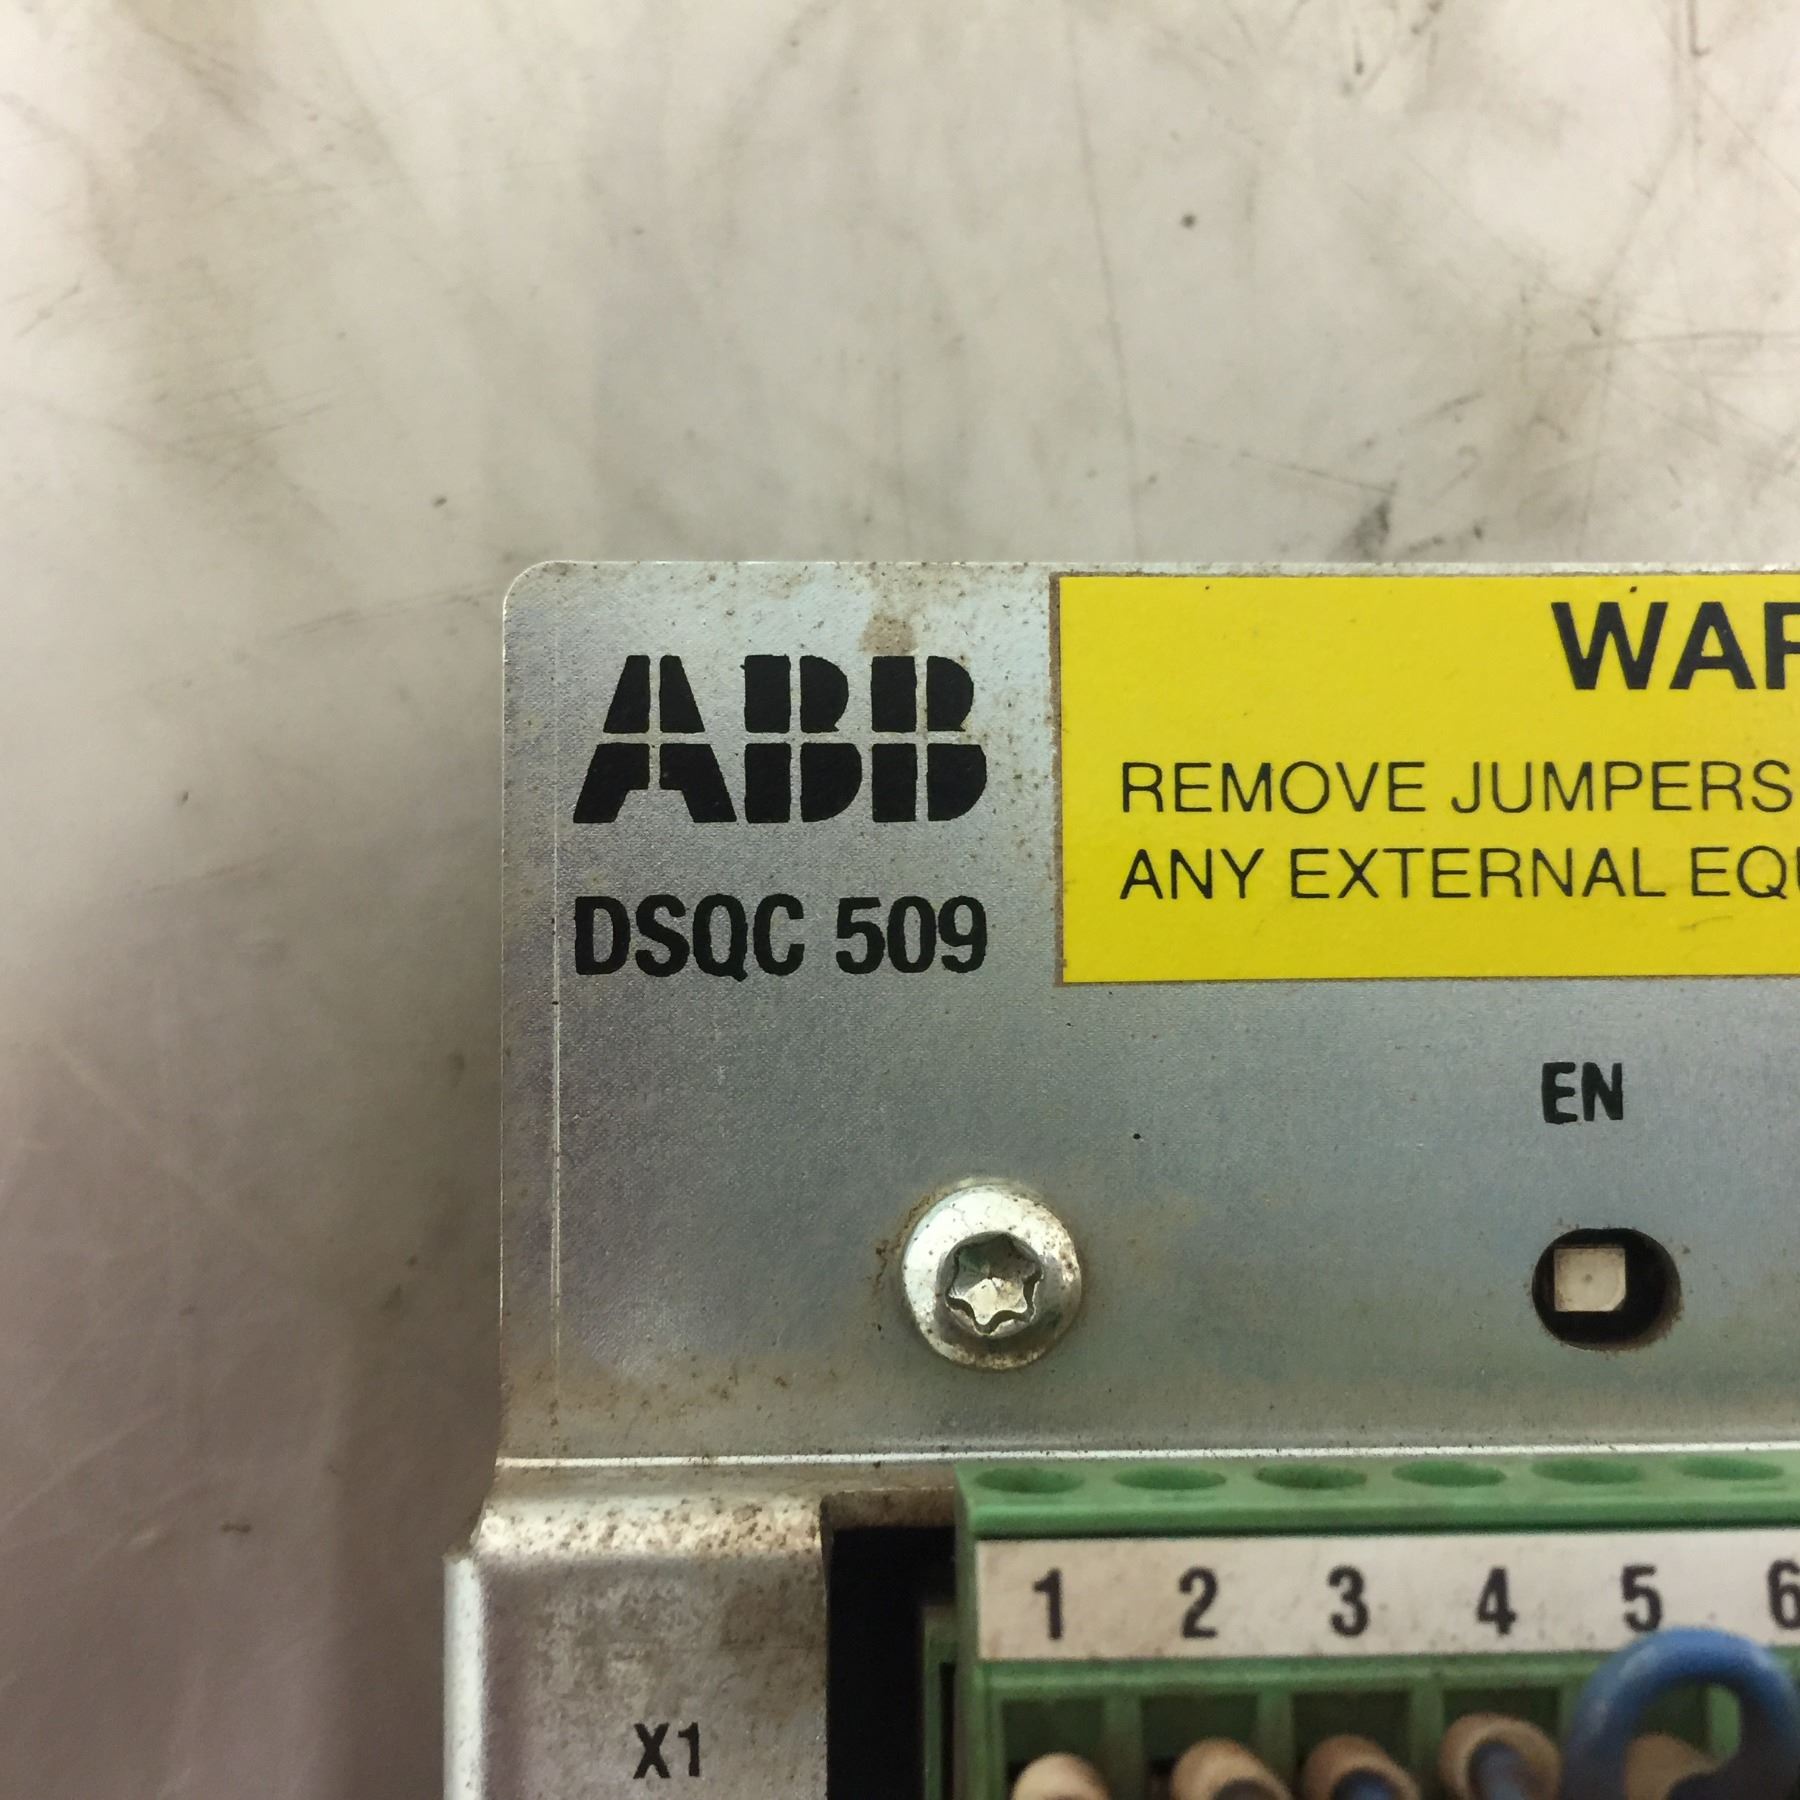 ABB
DSQC 509
WAR
REMOVE JUMPERS
ANY EXTERNAL EQU
EN
1 2 3 4 5 6
X1